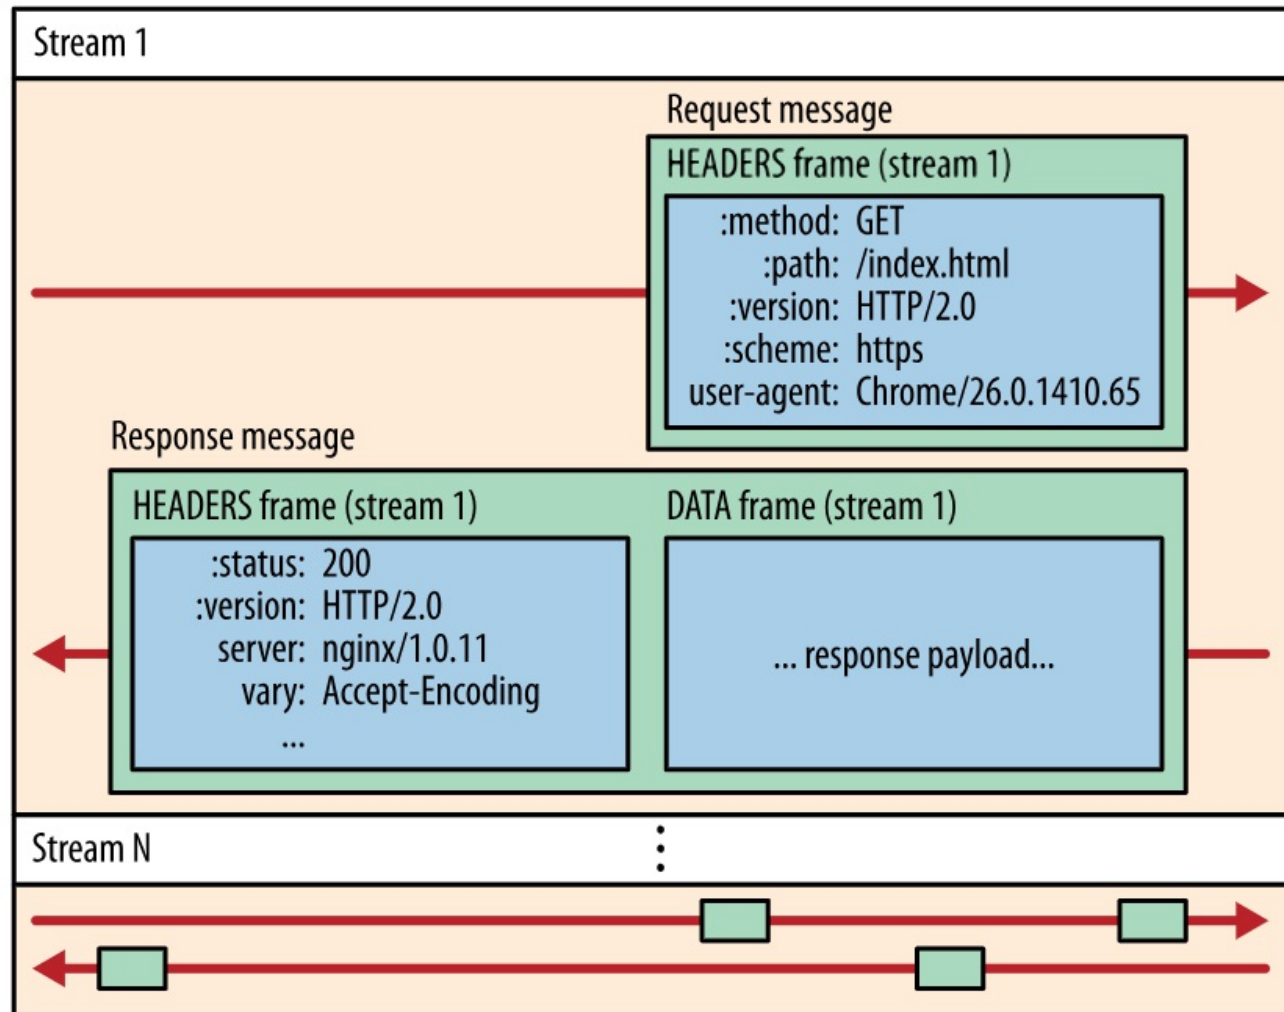 Stream 1
Request message
HEADERS frame (stream 1)
:method: GET
:path: /index.html
:version: HTTP/2.0
:scheme: https
user-agent: Chrome/26.0.1410.65
Response message
HEADERS frame (stream 1)
:status: 200
:version: HTTP/2.0
server: nginx/1.0.11
vary: Accept-Encoding
...
DATA frame (stream 1)
... response payload...
Stream N